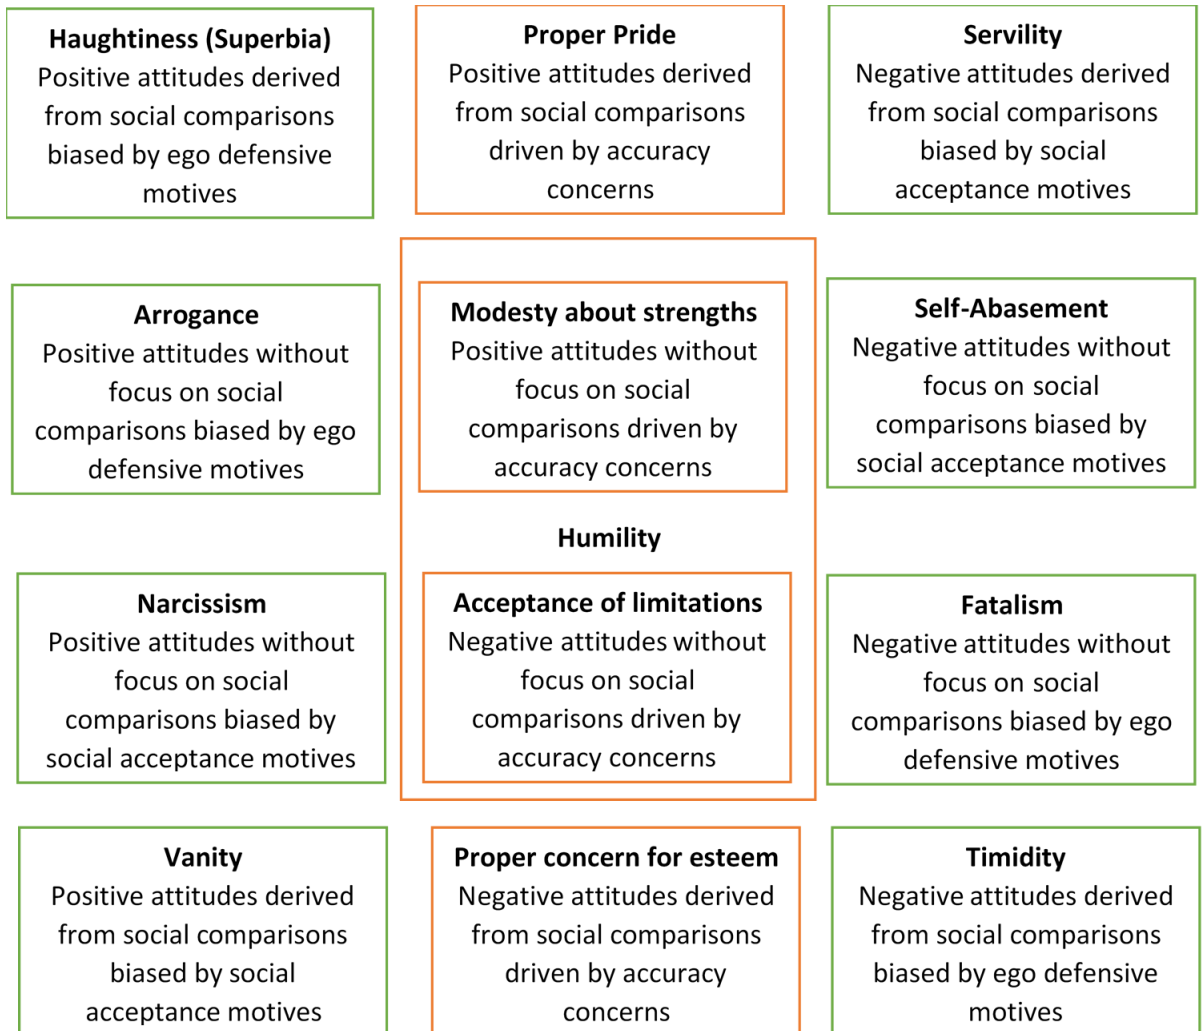 Haughtiness (Superbia)
Positive attitudes derived
from social comparisons
biased by ego defensive
motives
Proper Pride
Positive attitudes derived
from social comparisons
driven by accuracy
concerns
Servility
Negative attitudes derived
from social comparisons
biased by social
acceptance motives
Arrogance
Positive attitudes without
focus on social
comparisons biased by ego
defensive motives
Modesty about strengths
Positive attitudes without
focus on social
comparisons driven by
accuracy concerns
Self-Abasement
Negative attitudes without
focus on social
comparisons biased by
social acceptance motives
Humility
Narcissism
Positive attitudes without
focus on social
comparisons biased by
social acceptance motives
Acceptance of limitations
Negative attitudes without
focus on social
comparisons driven by
accuracy concerns
Fatalism
Negative attitudes without
focus on social
comparisons biased by ego
defensive motives
Vanity
Positive attitudes derived
from social comparisons
biased by social
acceptance motives
Proper concern for esteem
Negative attitudes derived
from social comparisons
driven by accuracy
concerns
Timidity
Negative attitudes derived
from social comparisons
biased by ego defensive
motives